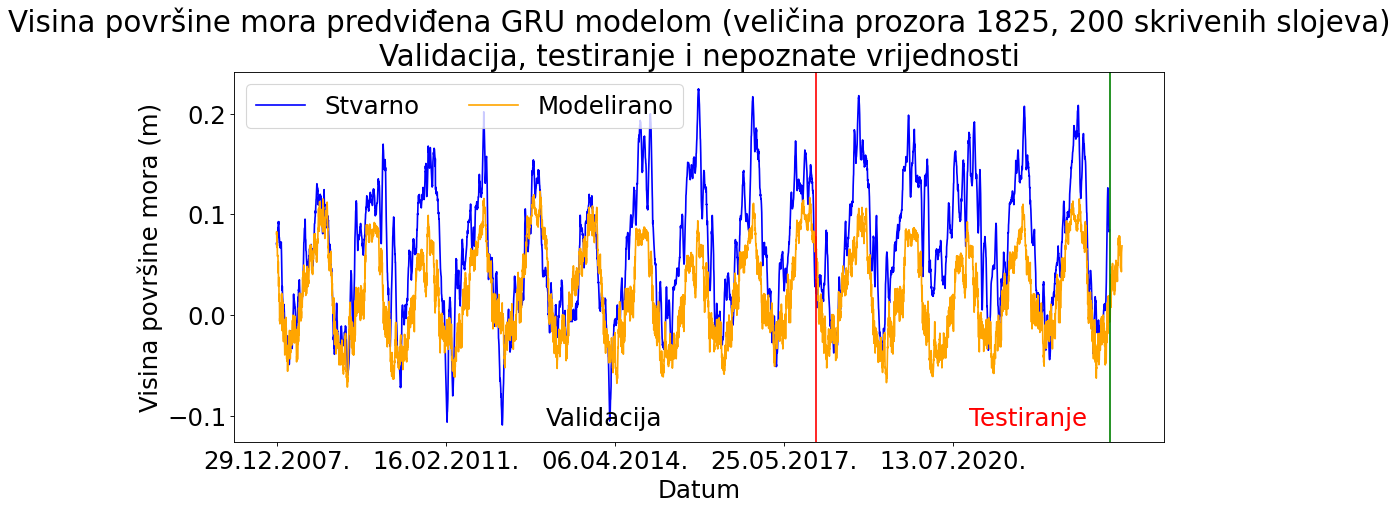 Visina površine mora predviđena GRU modelom (veličina prozora 1825, 200 skrivenih slojeva)
Validacija, testiranje i nepoznate vrijednosti
Stvarno
Modelirano
Visina površine mora (m)
0.2
0.1
0.0
−0.1
Validacija
Testiranje
29.12.2007.
16.02.2011.
06.04.2014.
25.05.2017.
13.07.2020.
Datum